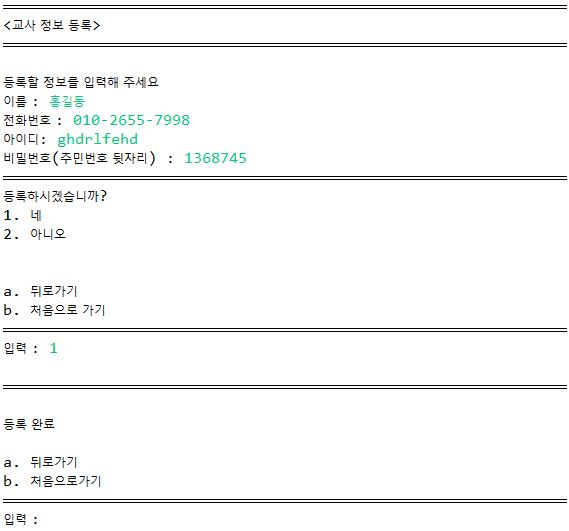 <교사 정보 등록>
등록할 정보를 입력해 주세요
이름 : 홍길동
전화번호 : 010-2655-7998
아이디: ghdrlfehd
비밀번호(주민번호 뒷자리) : 1368745
등록하시겠습니까?
1. 네
2. 아니오
a. 뒤로가기
b. 처음으로 가기
입력 : 1
등록 완료
a. 뒤로가기
b. 처음으로가기
입력 :